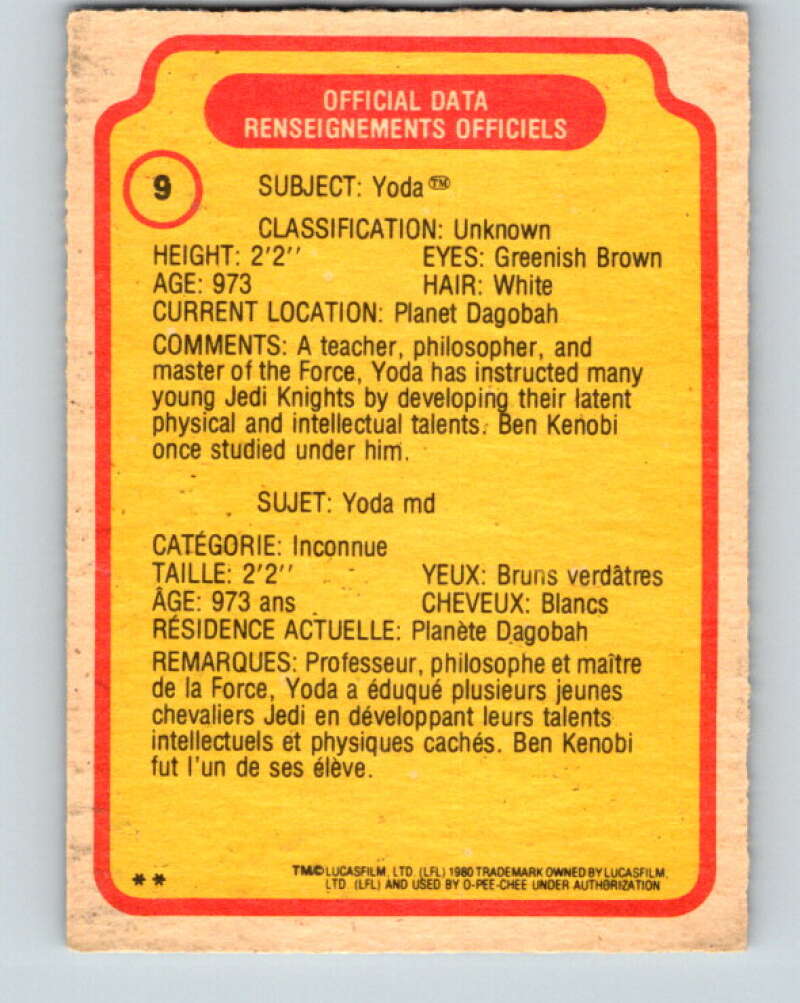 OFFICIAL DATA
RENSEIGNEMENTS OFFICIELS
9 SUBJECT: Yoda™
CLASSIFICATION: Unknown
HEIGHT: 2'2'' EYES: Greenish Brown
AGE: 973 HAIR: White
CURRENT LOCATION: Planet Dagobah
COMMENTS: A teacher, philosopher, and
master of the Force, Yoda has instructed many
young Jedi Knights by developing their latent
physical and intellectual talents. Ben Kenobi
once studied under him.
SUJET: Yoda md
CATÉGORIE: Inconnue
TAILLE: 2'2'' YEUX: Bruns verdâtres
ÂGE: 973 ans CHEVEUX: Blancs
RÉSIDENCE ACTUELLE: Planète Dagobah
REMARQUES: Professeur, philosophe et maître
de la Force, Yoda a éduqué plusieurs jeunes
chevaliers Jedi en développant leurs talents
intellectuels et physiques cachés. Ben Kenobi
fut l'un de ses élève.
** TM© LUCASFILM, LTD. (LFL) 1980 TRADEMARK OWNED BY LUCASFILM,
LTD. (LFL) AND USED BY O-PEE-CHEE UNDER AUTHORIZATION